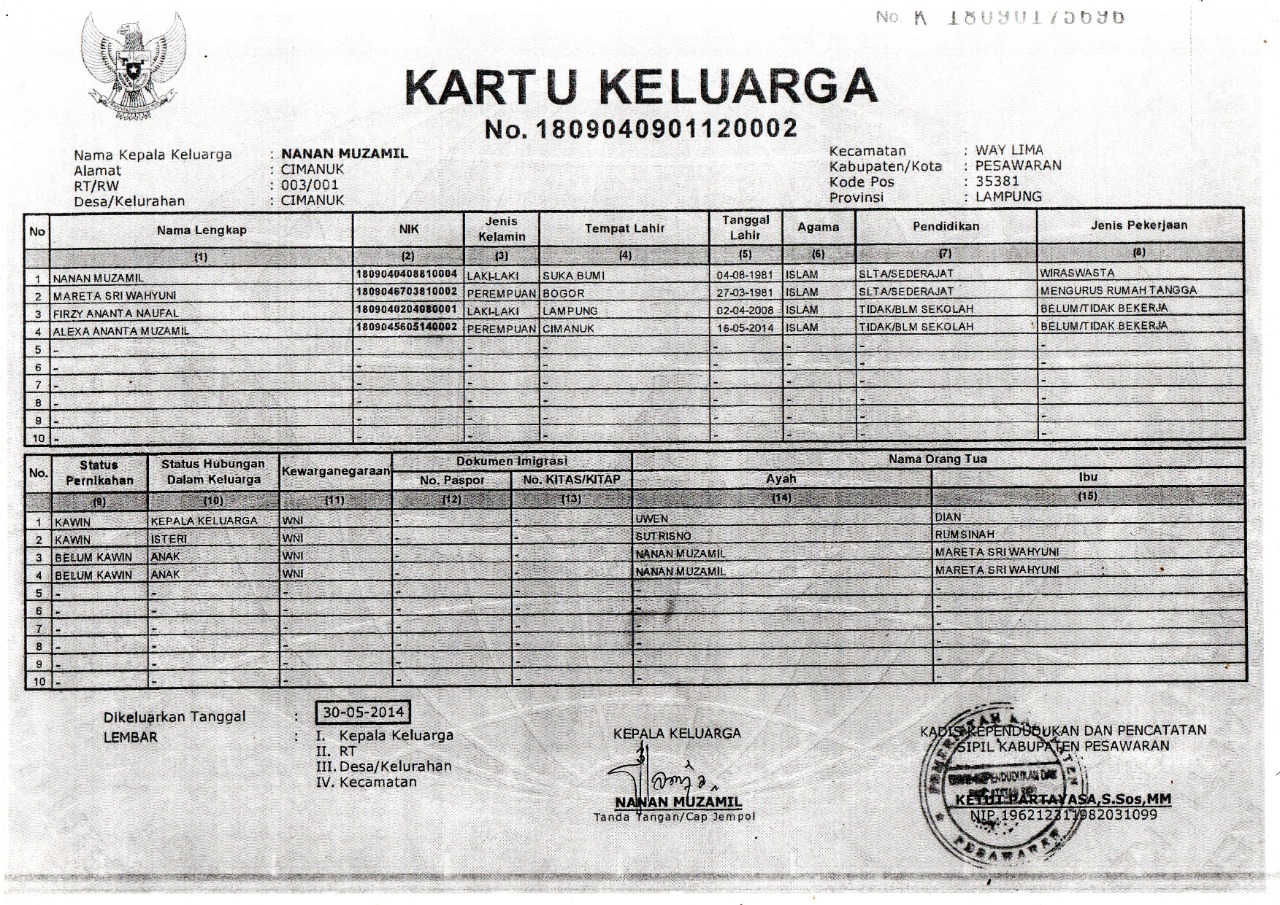 No. K 18090175696
KARTU KELUARGA
No. 1809040901120002
Nama Kepala Keluarga : NANAN MUZAMIL
Alamat : CIMANUK
RT/RW : 003/001
Desa/Kelurahan : CIMANUK
Kecamatan : WAY LIMA
Kabupaten/Kota : PESAWARAN
Kode Pos : 35381
Provinsi : LAMPUNG
No Nama Lengkap NIK Jenis Kelamin Tempat Lahir Tanggal Lahir Agama Pendidikan Jenis Pekerjaan
(1) (2) (3) (4) (5) (6) (7) (8)
1 NANAN MUZAMIL 1809040408810004 LAKI-LAKI SUKA BUMI 04-08-1981 ISLAM SLTA/SEDERAJAT WIRASWASTA
2 MARETA SRI WAHYUNI 1809046703810002 PEREMPUAN BOGOR 27-03-1981 ISLAM SLTA/SEDERAJAT MENGURUS RUMAH TANGGA
3 FIRZY ANANTA NAUFAL 1809040204080001 LAKI-LAKI LAMPUNG 02-04-2008 ISLAM TIDAK/BLM SEKOLAH BELUM/TIDAK BEKERJA
4 ALEXA ANANTA MUZAMIL 1809045605140002 PEREMPUAN CIMANUK 16-05-2014 ISLAM TIDAK/BLM SEKOLAH BELUM/TIDAK BEKERJA
5 - - - - - - - -
6 - - - - - - - -
7 - - - - - - - -
8 - - - - - - - -
9 - - - - - - - -
10 - - - - - - - -
No. Status Pernikahan Status Hubungan Dalam Keluarga Kewarganegaraan Dokumen Imigrasi Nama Orang Tua
No. Paspor No. KITAS/KITAP Ayah Ibu
(9) (10) (11) (12) (13) (14) (15)
1 KAWIN KEPALA KELUARGA WNI - - UWEN DIAN
2 KAWIN ISTERI WNI - - SUTRISNO RUMSINAH
3 BELUM KAWIN ANAK WNI - - NANAN MUZAMIL MARETA SRI WAHYUNI
4 BELUM KAWIN ANAK WNI - - NANAN MUZAMIL MARETA SRI WAHYUNI
5 - - - - - - -
6 - - - - - - -
7 - - - - - - -
8 - - - - - - -
9 - - - - - - -
10 - - - - - - -
Dikeluarkan Tanggal : 30-05-2014
LEMBAR : I. Kepala Keluarga
II. RT
III. Desa/Kelurahan
IV. Kecamatan
KEPALA KELUARGA
NANAN MUZAMIL
Tanda Tangan/Cap Jempol
KADIS KEPENDUDUKAN DAN PENCATATAN
SIPIL KABUPATEN PESAWARAN
PEMERINTAH KABUPATEN
PESAWARAN
KETUT PARTAYASA,S.Sos,MM
NIP.196212311982031099